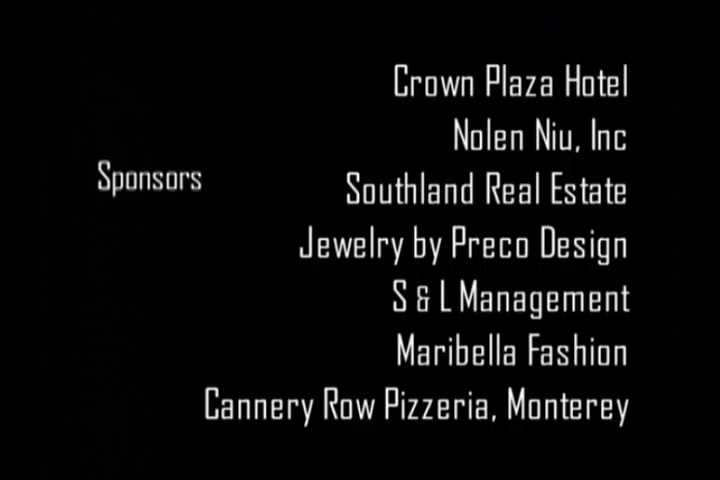 Crown Plaza Hotel
Nolen Niu, Inc
Sponsors
Southland Real Estate
Jewelry by Preco Design
S & L Management
Maribella Fashion
Cannery Row Pizzeria, Monterey